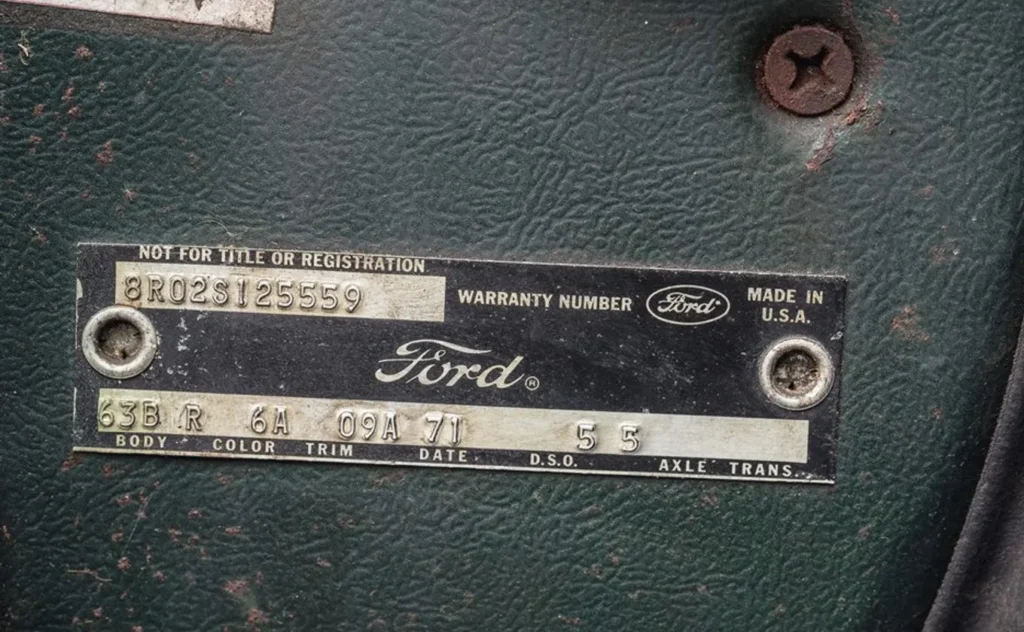 NOT FOR TITLE OR REGISTRATION
8R02S125559
WARRANTY NUMBER
Ford
MADE IN
U.S.A.
Ford®
63B R 6A 09A 71 5 5
BODY COLOR TRIM DATE D.S.O. AXLE TRANS.